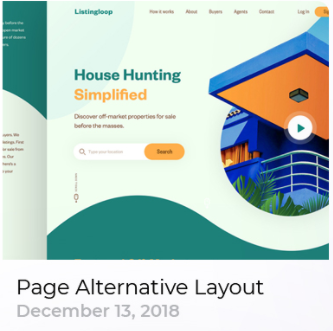 Listingloop
How it works
About
Buyers
Agents
Contact
Log In
House Hunting
Simplified
Discover off-market properties for sale
before the masses.
Type your location
Search
Page Alternative Layout
December 13, 2018